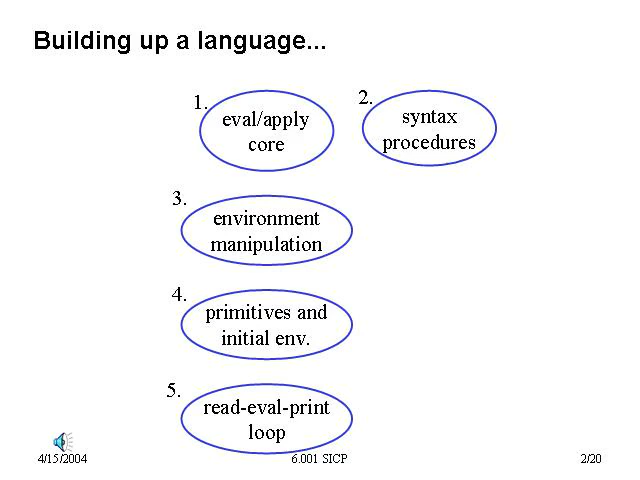 Building up a language...
1.
eval/apply
core
2.
syntax
procedures
3.
environment
manipulation
4.
primitives and
initial env.
5.
read-eval-print
loop
4/15/2004
6.001 SICP
2/20